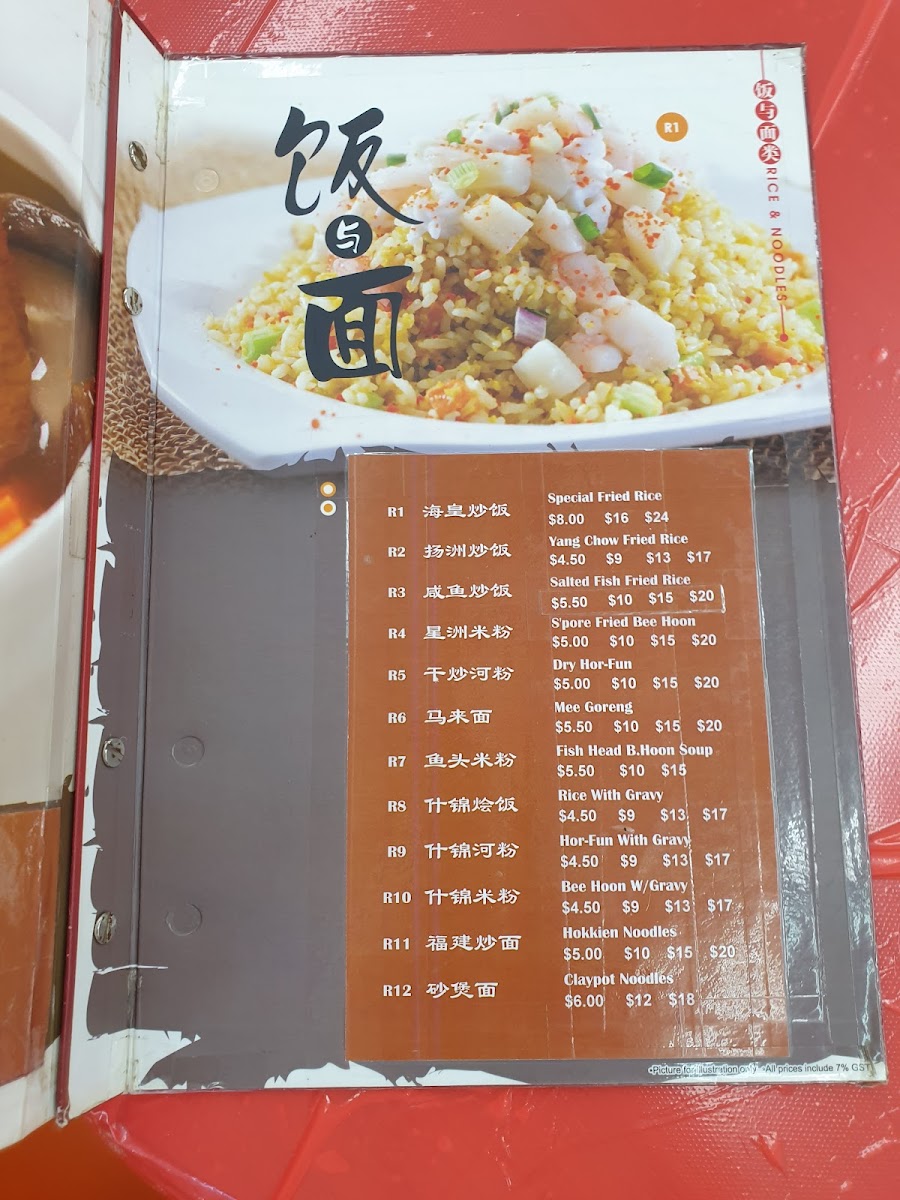 饭
与
面
R1
饭与面类 RICE & NOODLES
R1 海皇炒饭 Special Fried Rice
$8.00 $16 $24
R2 扬洲炒饭 Yang Chow Fried Rice
$4.50 $9 $13 $17
R3 咸鱼炒饭 Salted Fish Fried Rice
$5.50 $10 $15 $20
R4 星洲米粉 S'pore Fried Bee Hoon
$5.00 $10 $15 $20
R5 干炒河粉 Dry Hor-Fun
$5.00 $10 $15 $20
R6 马来面 Mee Goreng
$5.50 $10 $15 $20
R7 鱼头米粉 Fish Head B.Hoon Soup
$5.50 $10 $15
R8 什锦烩饭 Rice With Gravy
$4.50 $9 $13 $17
R9 什锦河粉 Hor-Fun With Gravy
$4.50 $9 $13 $17
R10 什锦米粉 Bee Hoon W/Gravy
$4.50 $9 $13 $17
R11 福建炒面 Hokkien Noodles
$5.00 $10 $15 $20
R12 砂煲面 Claypot Noodles
$6.00 $12 $18
•Picture for illustration only •All prices include 7% GST